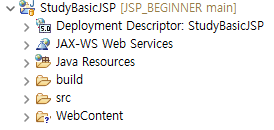 StudyBasicJSP [JSP_BEGINNER main]
Deployment Descriptor: StudyBasicJSP
JAX-WS Web Services
Java Resources
build
src
WebContent